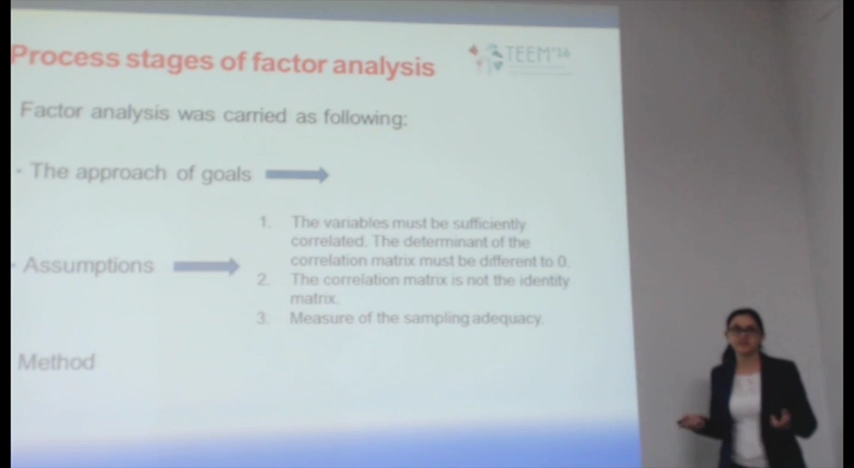 Process stages of factor analysis
TEEM'16
Factor analysis was carried as following:
- The approach of goals
1. The variables must be sufficiently
correlated. The determinant of the
correlation matrix must be different to 0.
- Assumptions
2. The correlation matrix is not the identity
matrix.
3. Measure of the sampling adequacy.
Method